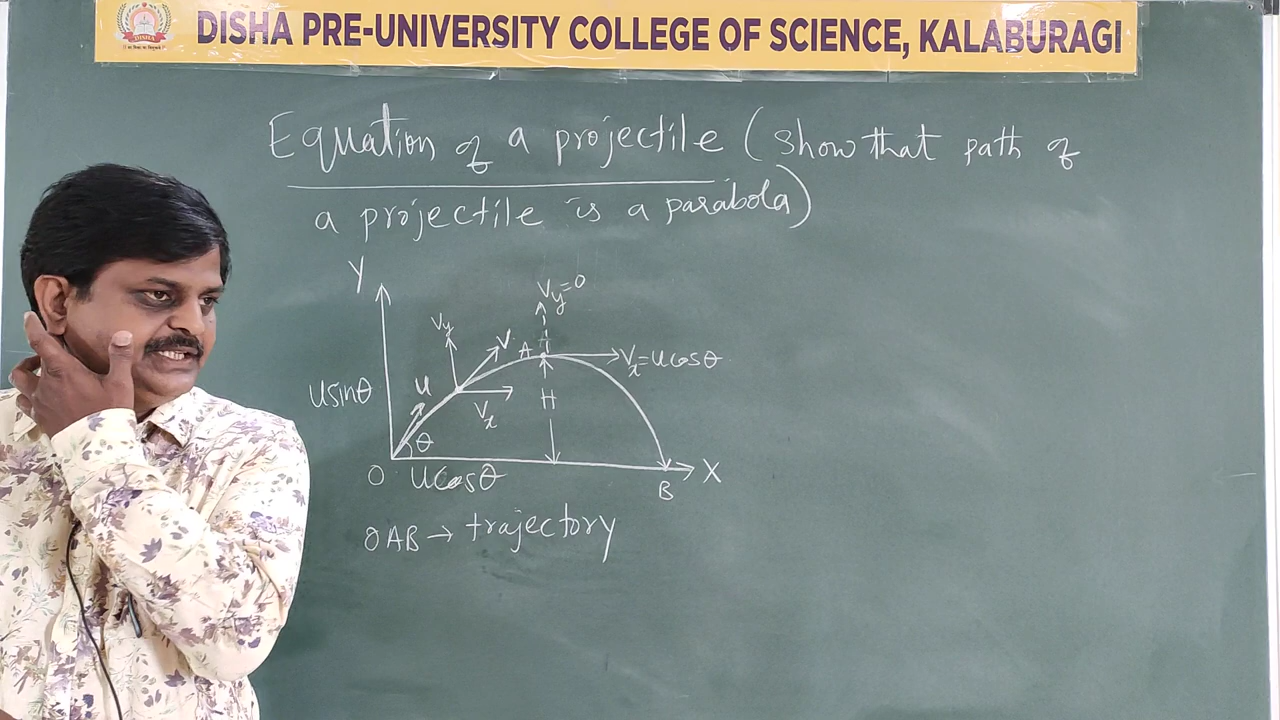 DISHA PRE-UNIVERSITY COLLEGE OF SCIENCE, KALABURAGI
DISHA
Equation of a projectile (show that path of
a projectile is a parabola)
Y
Vy=0
Vy
V
A
Vx=ucosθ
usinθ
u
H
Vx
θ
O
ucosθ
B
X
OAB → trajectory